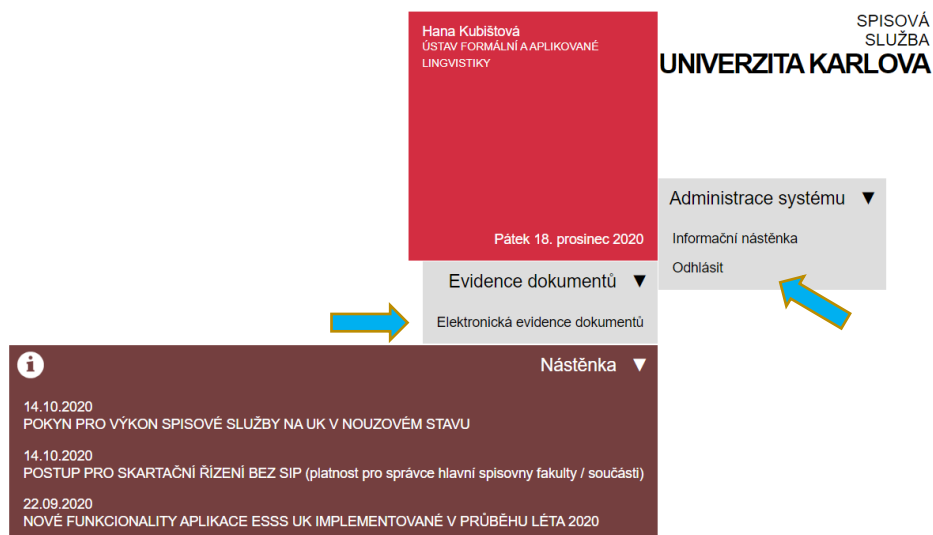 Hana Kubištová
ÚSTAV FORMÁLNÍ A APLIKOVANÉ
LINGVISTIKY
SPISOVÁ
SLUŽBA
UNIVERZITA KARLOVA
Pátek 18. prosinec 2020
Administrace systému ▼
Informační nástěnka
Odhlásit
Evidence dokumentů ▼
Elektronická evidence dokumentů
Nástěnka ▼
14.10.2020
POKYN PRO VÝKON SPISOVÉ SLUŽBY NA UK V NOUZOVÉM STAVU
14.10.2020
POSTUP PRO SKARTAČNÍ ŘÍZENÍ BEZ SIP (platnost pro správce hlavní spisovny fakulty / součásti)
22.09.2020
NOVÉ FUNKCIONALITY APLIKACE ESSS UK IMPLEMENTOVANÉ V PRŮBĚHU LÉTA 2020